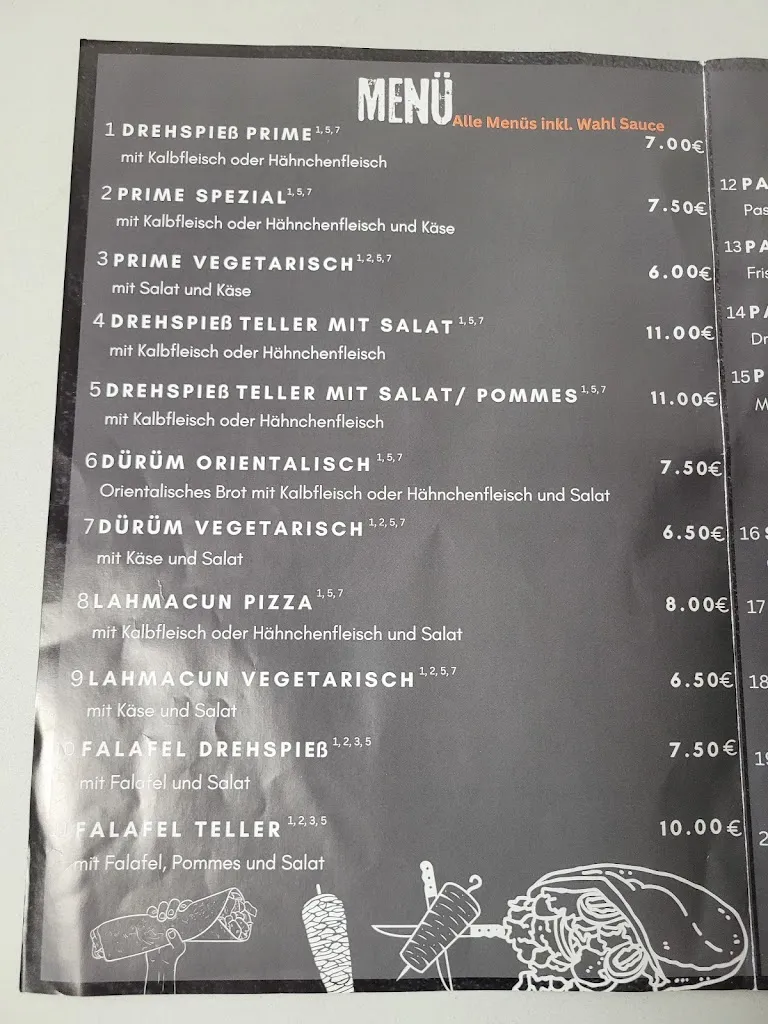 MENÜ
Alle Menüs inkl. Wahl Sauce
1 DREHSPIEß PRIME 1,5,7 7.00€
mit Kalbfleisch oder Hähnchenfleisch
2 PRIME SPEZIAL 1,5,7 7.50€
mit Kalbfleisch oder Hähnchenfleisch und Käse
3 PRIME VEGETARISCH 1,2,5,7 6.00€
mit Salat und Käse
4 DREHSPIEß TELLER MIT SALAT 1,5,7 11.00€
mit Kalbfleisch oder Hähnchenfleisch
5 DREHSPIEß TELLER MIT SALAT/ POMMES 1,5,7 11.00€
mit Kalbfleisch oder Hähnchenfleisch
6 DÜRÜM ORIENTALISCH 1,5,7 7.50€
Orientalisches Brot mit Kalbfleisch oder Hähnchenfleisch und Salat
7 DÜRÜM VEGETARISCH 1,2,5,7 6.50€
mit Käse und Salat
8 LAHMACUN PIZZA 1,5,7 8.00€
mit Kalbfleisch oder Hähnchenfleisch und Salat
9 LAHMACUN VEGETARISCH 1,2,5,7 6.50€
mit Käse und Salat
10 FALAFEL DREHSPIEß 1,2,3,5 7.50€
mit Falafel und Salat
FALAFEL TELLER 1,2,3,5 10.00€
mit Falafel, Pommes und Salat
12
13
14
15
16
17
18